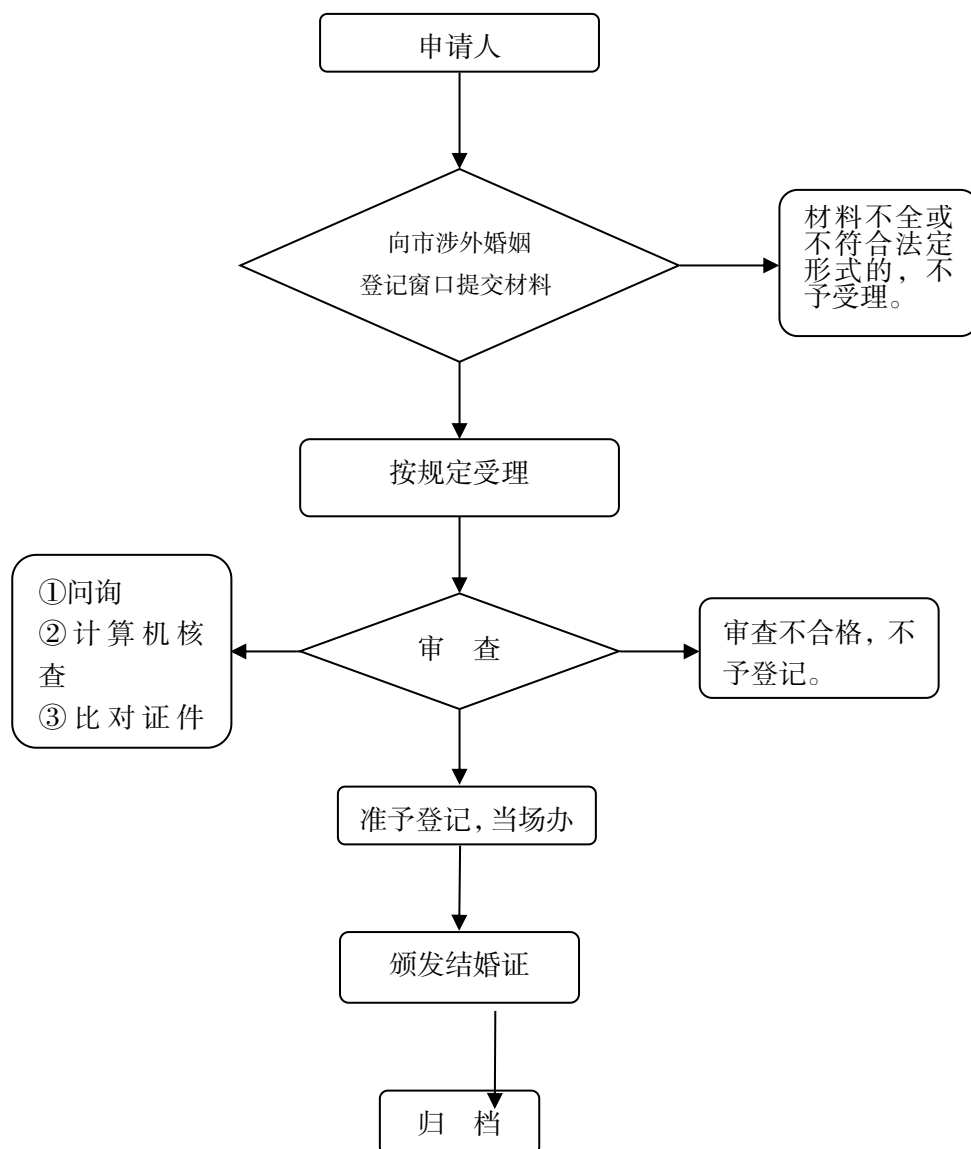 申请人
向市涉外婚姻
登记窗口提交材料
材料不全或
不符合法定
形式的，不
予受理。
按规定受理
①问询
②计算机核
查
③比对证件
审 查
审查不合格，不
予登记。
准予登记，当场办
颁发结婚证
归 档